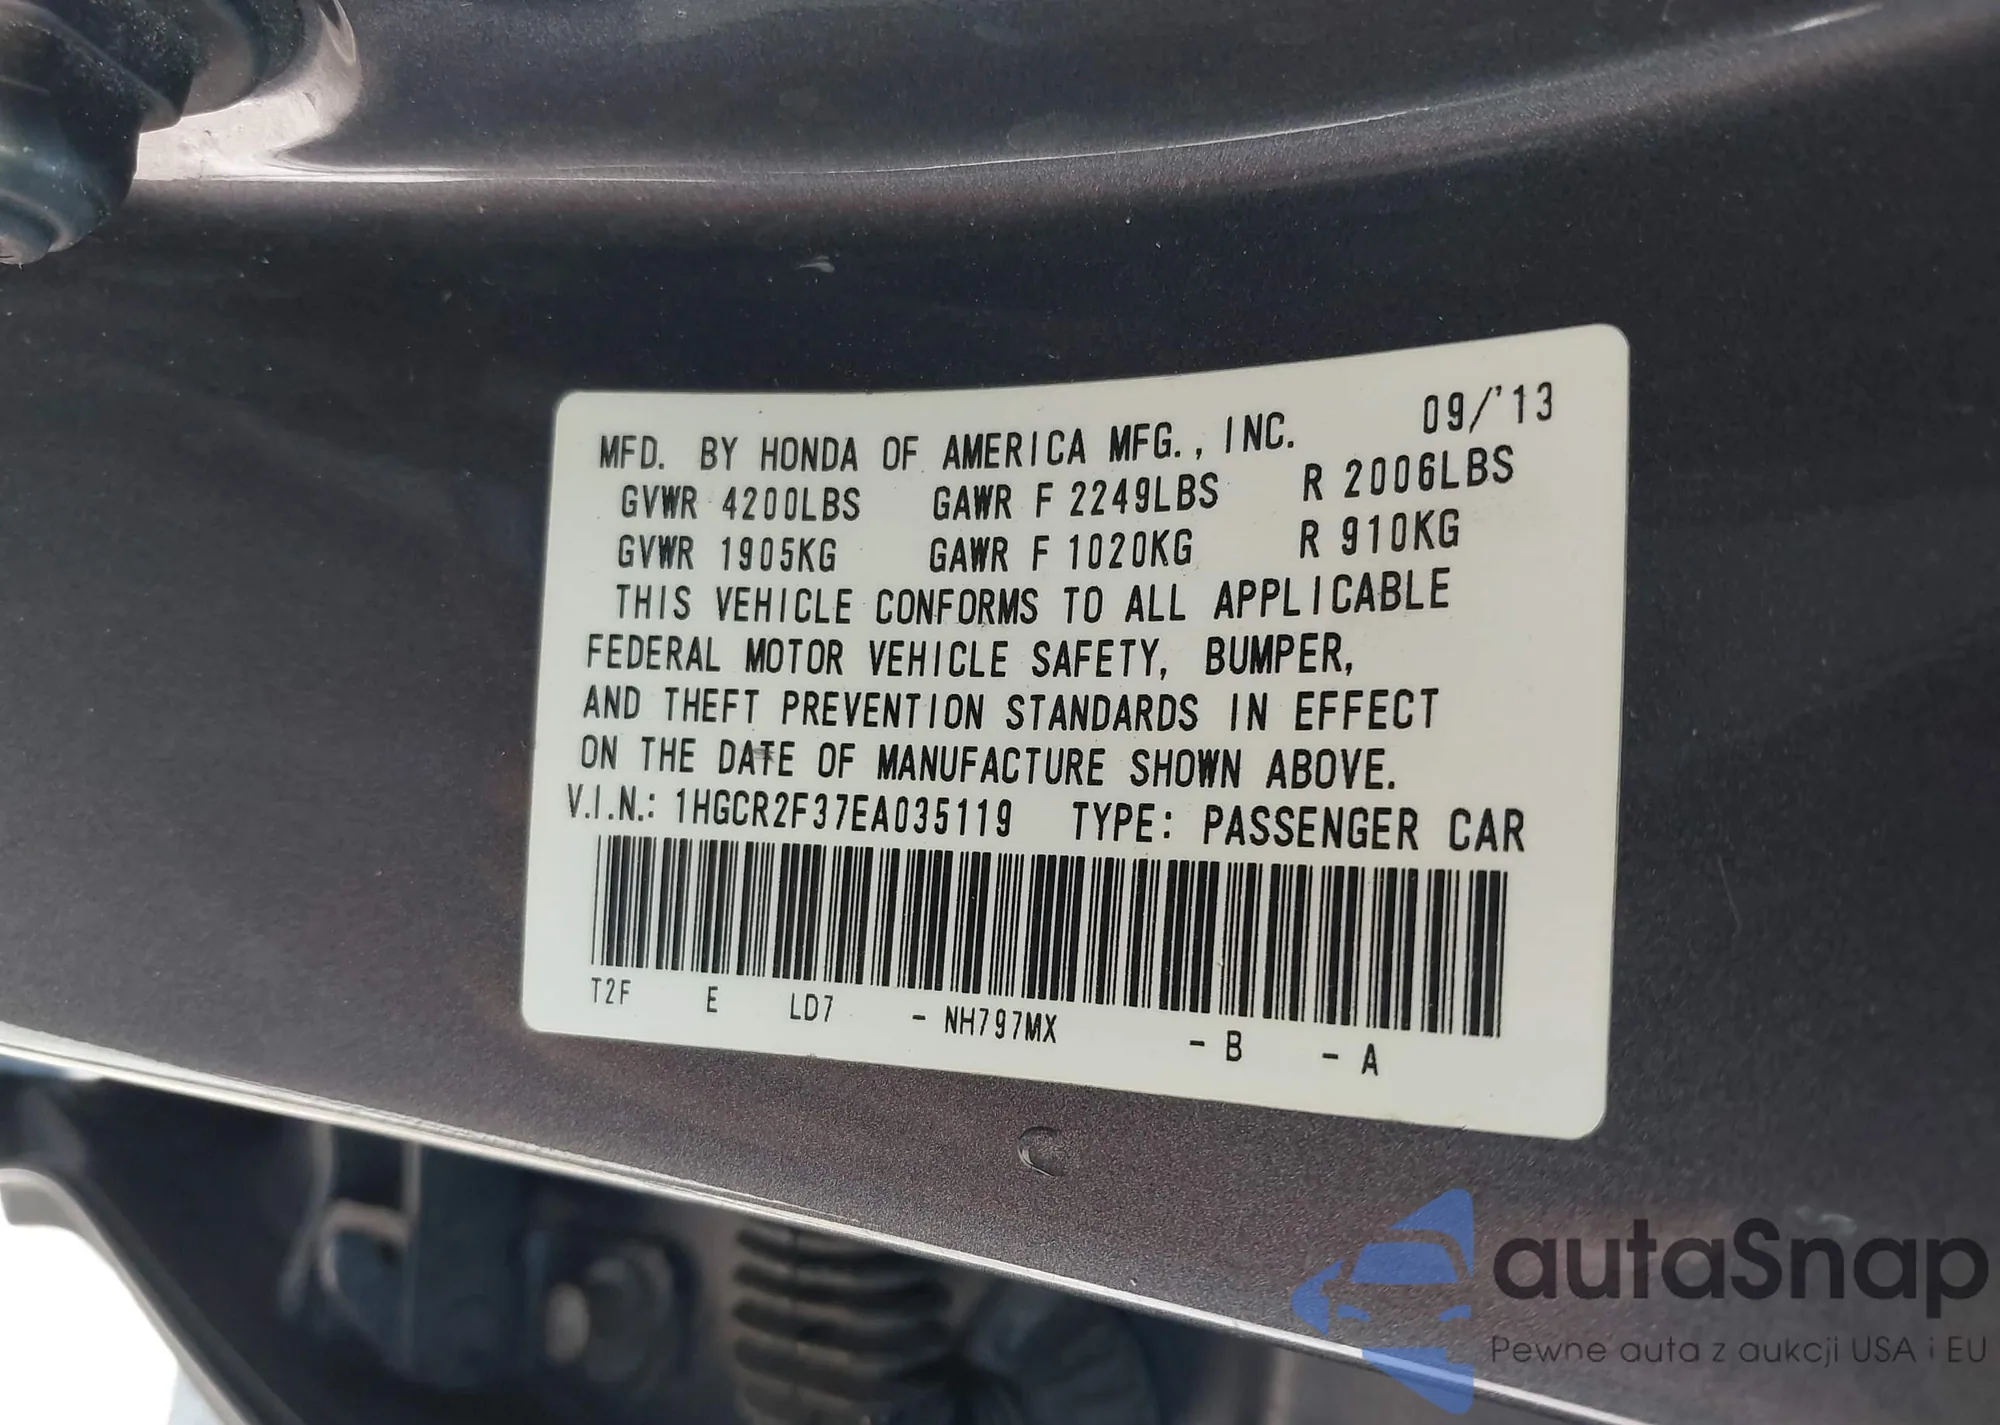 MFD. BY HONDA OF AMERICA MFG., INC. 09/'13
GVWR 4200LBS GAWR F 2249LBS R 2006LBS
GVWR 1905KG GAWR F 1020KG R 910KG
THIS VEHICLE CONFORMS TO ALL APPLICABLE
FEDERAL MOTOR VEHICLE SAFETY, BUMPER,
AND THEFT PREVENTION STANDARDS IN EFFECT
ON THE DATE OF MANUFACTURE SHOWN ABOVE.
V.I.N.: 1HGCR2F37EA035119 TYPE: PASSENGER CAR
T2F E LD7 - NH797MX - B - A
C
autaSnap
Pewne auta z aukcji USA i EU